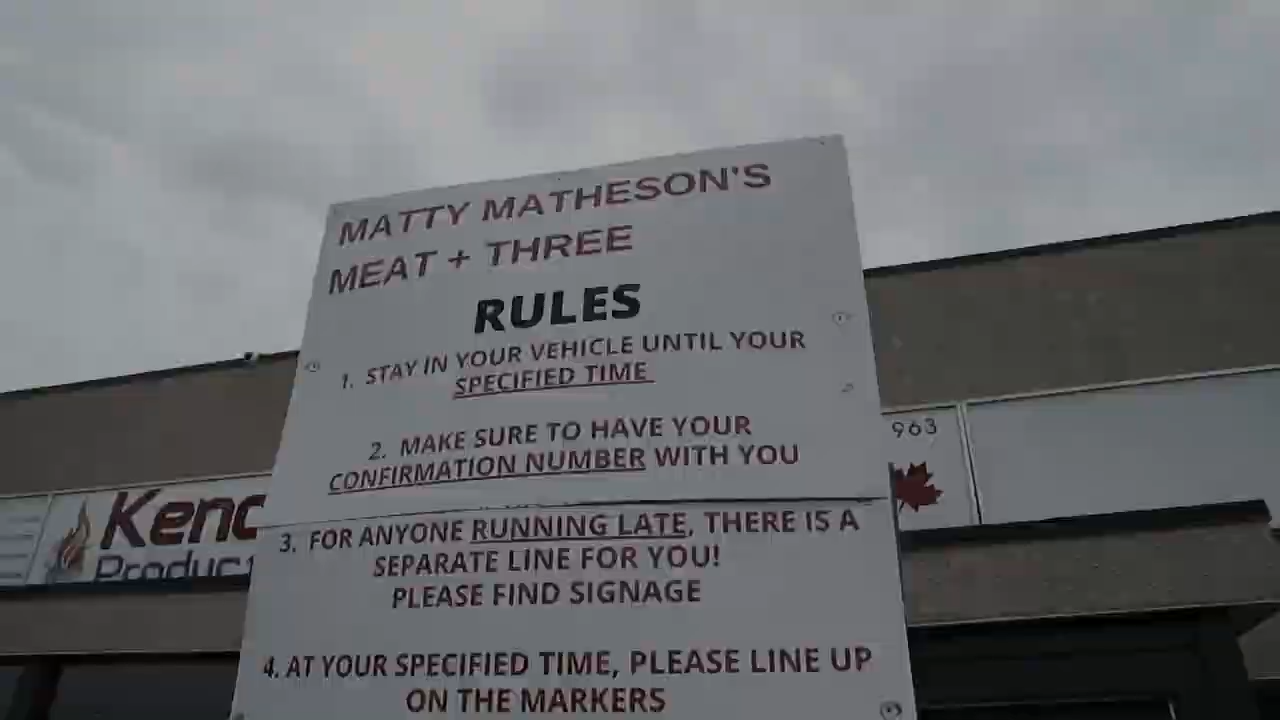 MATTY MATHESON'S
MEAT + THREE
RULES
1. STAY IN YOUR VEHICLE UNTIL YOUR
SPECIFIED TIME
2. MAKE SURE TO HAVE YOUR
CONFIRMATION NUMBER WITH YOU
3. FOR ANYONE RUNNING LATE, THERE IS A
SEPARATE LINE FOR YOU!
PLEASE FIND SIGNAGE
4. AT YOUR SPECIFIED TIME, PLEASE LINE UP
ON THE MARKERS
963
Kenc
Product